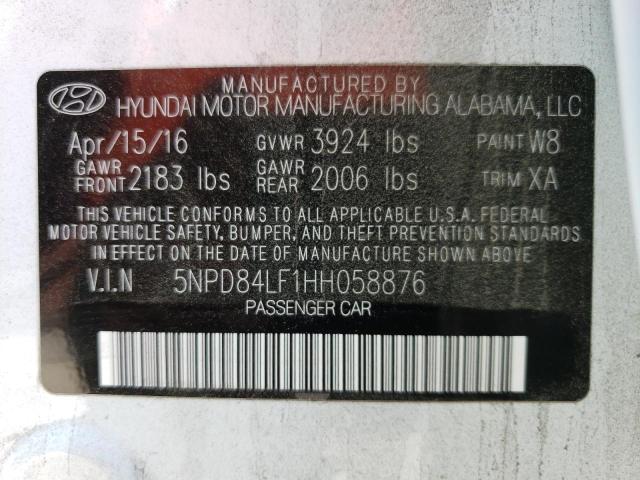 MANUFACTURED BY
HYUNDAI MOTOR MANUFACTURING ALABAMA, LLC
Apr/15/16 GVWR 3924 lbs PAINT W8
GAWR FRONT 2183 lbs GAWR REAR 2006 lbs TRIM XA
THIS VEHICLE CONFORMS TO ALL APPLICABLE U.S.A. FEDERAL
MOTOR VEHICLE SAFETY, BUMPER, AND THEFT PREVENTION STANDARDS
IN EFFECT ON THE DATE OF MANUFACTURE SHOWN ABOVE.
V.I.N 5NPD84LF1HH058876
PASSENGER CAR